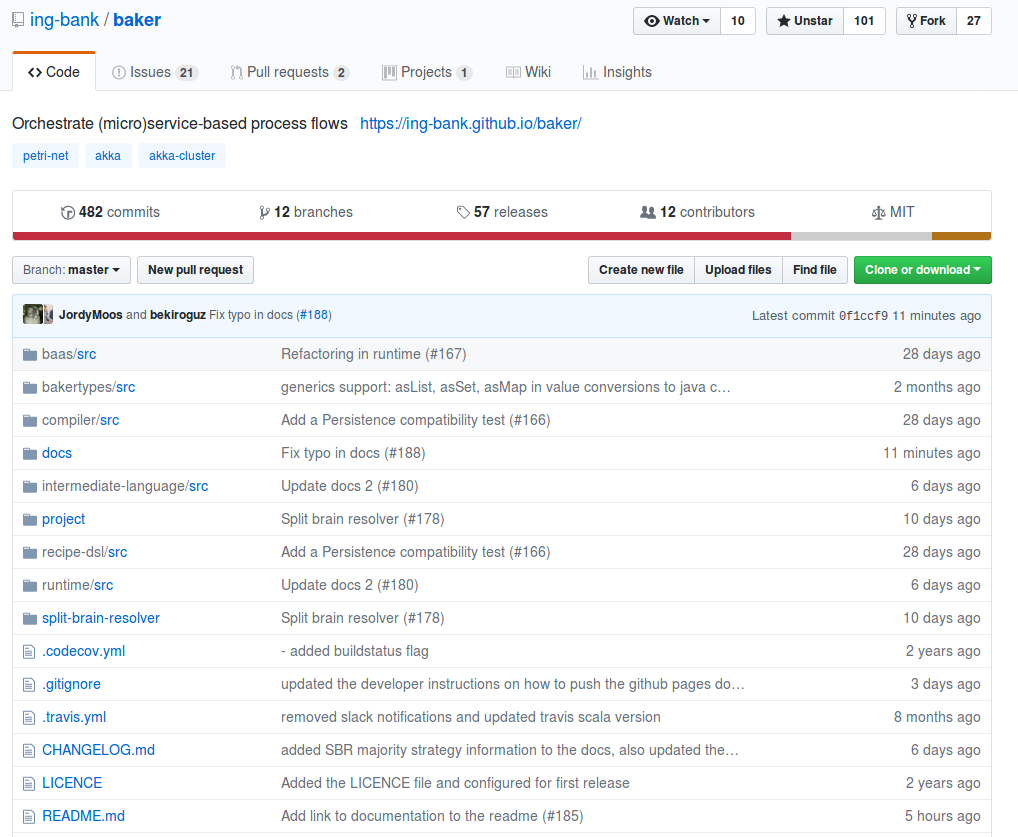 ing-bank / baker
Watch 10 Unstar 101 Fork 27
Code Issues 21 Pull requests 2 Projects 1 Wiki Insights
Orchestrate (micro)service-based process flows https://ing-bank.github.io/baker/
petri-net akka akka-cluster
482 commits 12 branches 57 releases 12 contributors MIT
Branch: master New pull request Create new file Upload files Find file Clone or download
JordyMoos and bekiroguz Fix typo in docs (#188) Latest commit 0f1ccf9 11 minutes ago
baas/src Refactoring in runtime (#167) 28 days ago
bakertypes/src generics support: asList, asSet, asMap in value conversions to java c… 2 months ago
compiler/src Add a Persistence compatibility test (#166) 28 days ago
docs Fix typo in docs (#188) 11 minutes ago
intermediate-language/src Update docs 2 (#180) 6 days ago
project Split brain resolver (#178) 10 days ago
recipe-dsl/src Add a Persistence compatibility test (#166) 28 days ago
runtime/src Update docs 2 (#180) 6 days ago
split-brain-resolver Split brain resolver (#178) 10 days ago
.codecov.yml - added buildstatus flag 2 years ago
.gitignore updated the developer instructions on how to push the github pages do… 3 days ago
.travis.yml removed slack notifications and updated travis scala version 8 months ago
CHANGELOG.md added SBR majority strategy information to the docs, also updated the… 6 days ago
LICENCE Added the LICENCE file and configured for first release 2 years ago
README.md Add link to documentation to the readme (#185) 5 hours ago